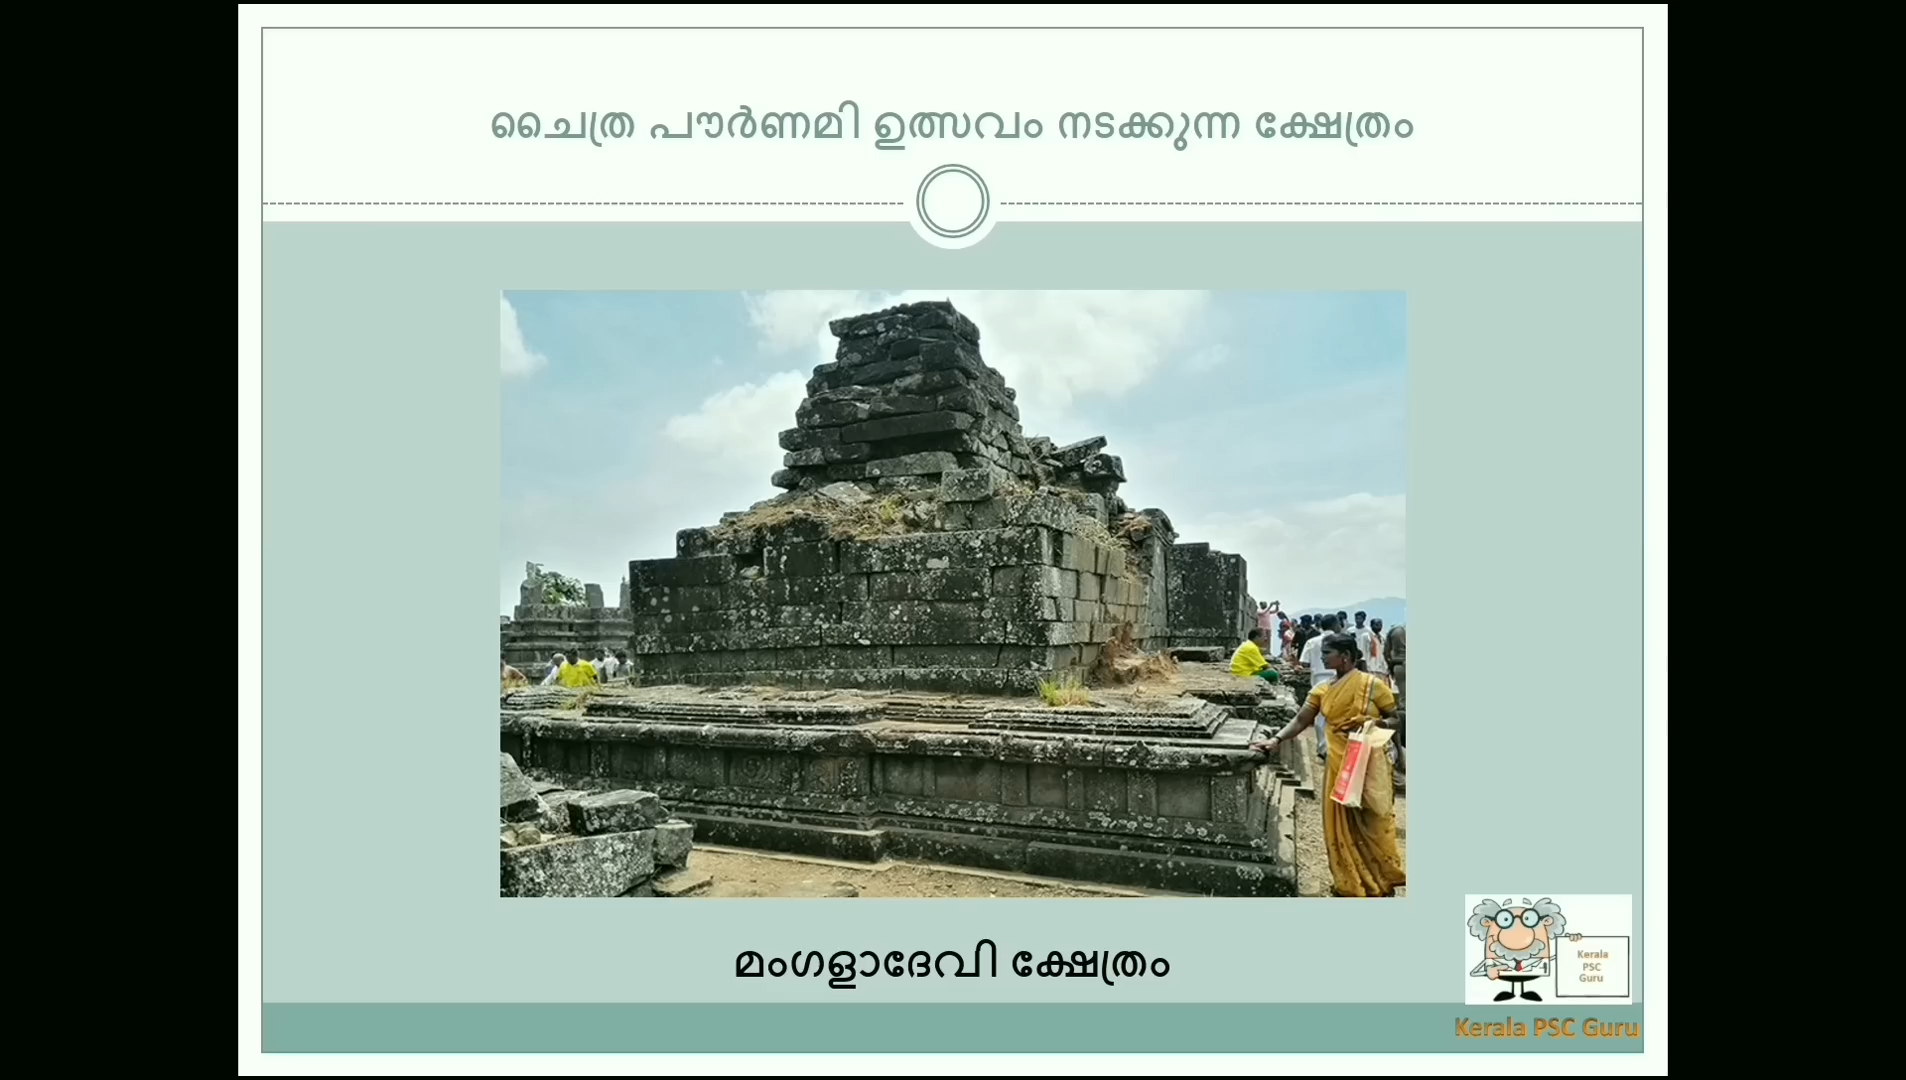 ചൈത്ര പൗർണമി ഉത്സവം നടക്കുന്ന ക്ഷേത്രം
മംഗളാദേവി ക്ഷേത്രം
Kerala
PSC
Guru
Kerala PSC Guru